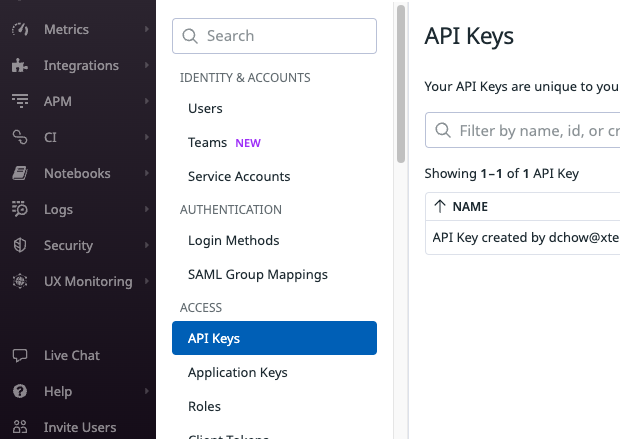 Metrics
Integrations
APM
CI
Notebooks
Logs
Security
UX Monitoring
Live Chat
Help
Invite Users
Search
IDENTITY & ACCOUNTS
Users
Teams NEW
Service Accounts
AUTHENTICATION
Login Methods
SAML Group Mappings
ACCESS
API Keys
Application Keys
Roles
Client Tokens
API Keys
Your API Keys are unique to you
Filter by name, id, or cr
Showing 1–1 of 1 API Key
NAME
API Key created by dchow@xte